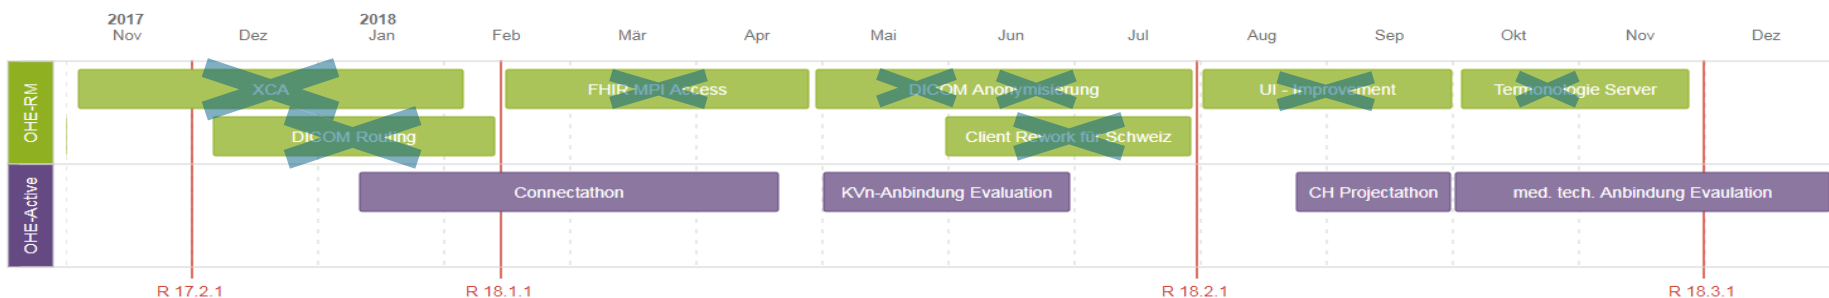 2017
2018
Nov Dez Jan Feb Mär Apr Mai Jun Jul Aug Sep Okt Nov Dez
OHE-RM
XCA
FHIR MPI Access
DICOM Anonymisierung
UI - Improvement
Termonologie Server
DICOM Routing
Client Rework für Schweiz
OHE-Active
Connectathon
KVn-Anbindung Evaluation
CH Projectathon
med. tech. Anbindung Evaulation
R 17.2.1
R 18.1.1
R 18.2.1
R 18.3.1